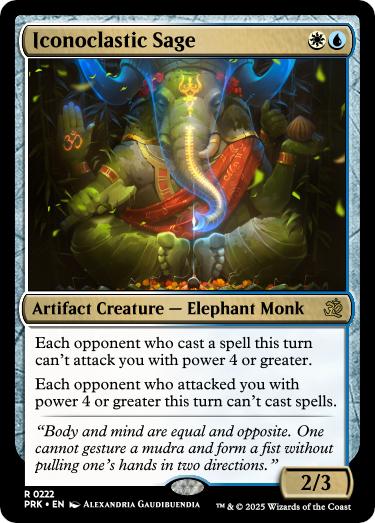 Iconoclastic Sage
ॐ
Artifact Creature — Elephant Monk
Each opponent who cast a spell this turn
can't attack you with power 4 or greater.
Each opponent who attacked you with
power 4 or greater this turn can't cast spells.
“Body and mind are equal and opposite. One
cannot gesture a mudra and form a fist without
pulling one's hands in two directions.”
2/3
R 0222
PRK • EN Alexandria Gaudibuendia
™ & © 2025 Wizards of the Coast